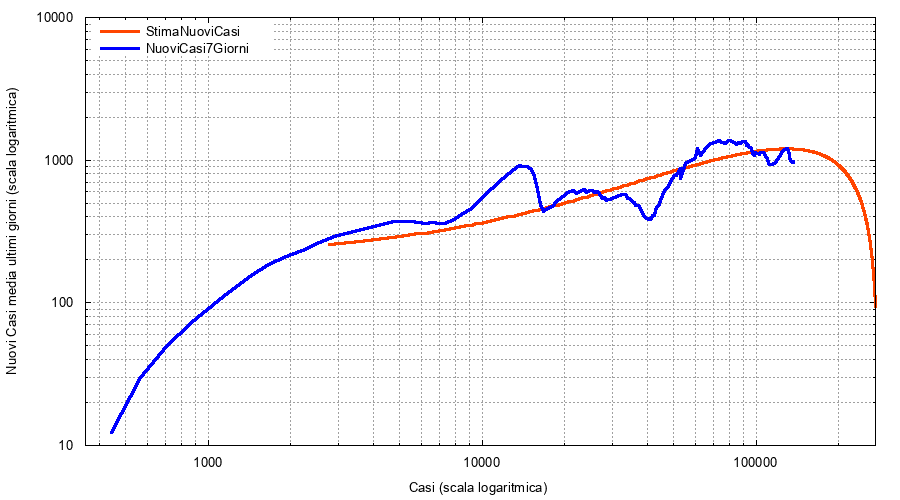 10000
StimaNuoviCasi
NuoviCasi7Giorni
1000
100
10
Nuovi Casi media ultimi giorni (scala logaritmica)
1000 10000 100000
Casi (scala logaritmica)